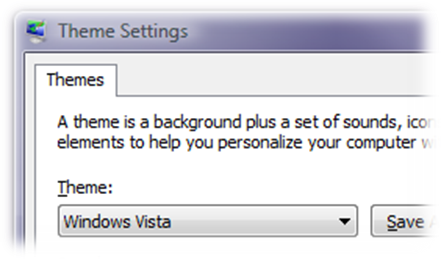 Theme Settings
Themes
A theme is a background plus a set of sounds,
elements to help you personalize your computer
Theme:
Windows Vista
Save